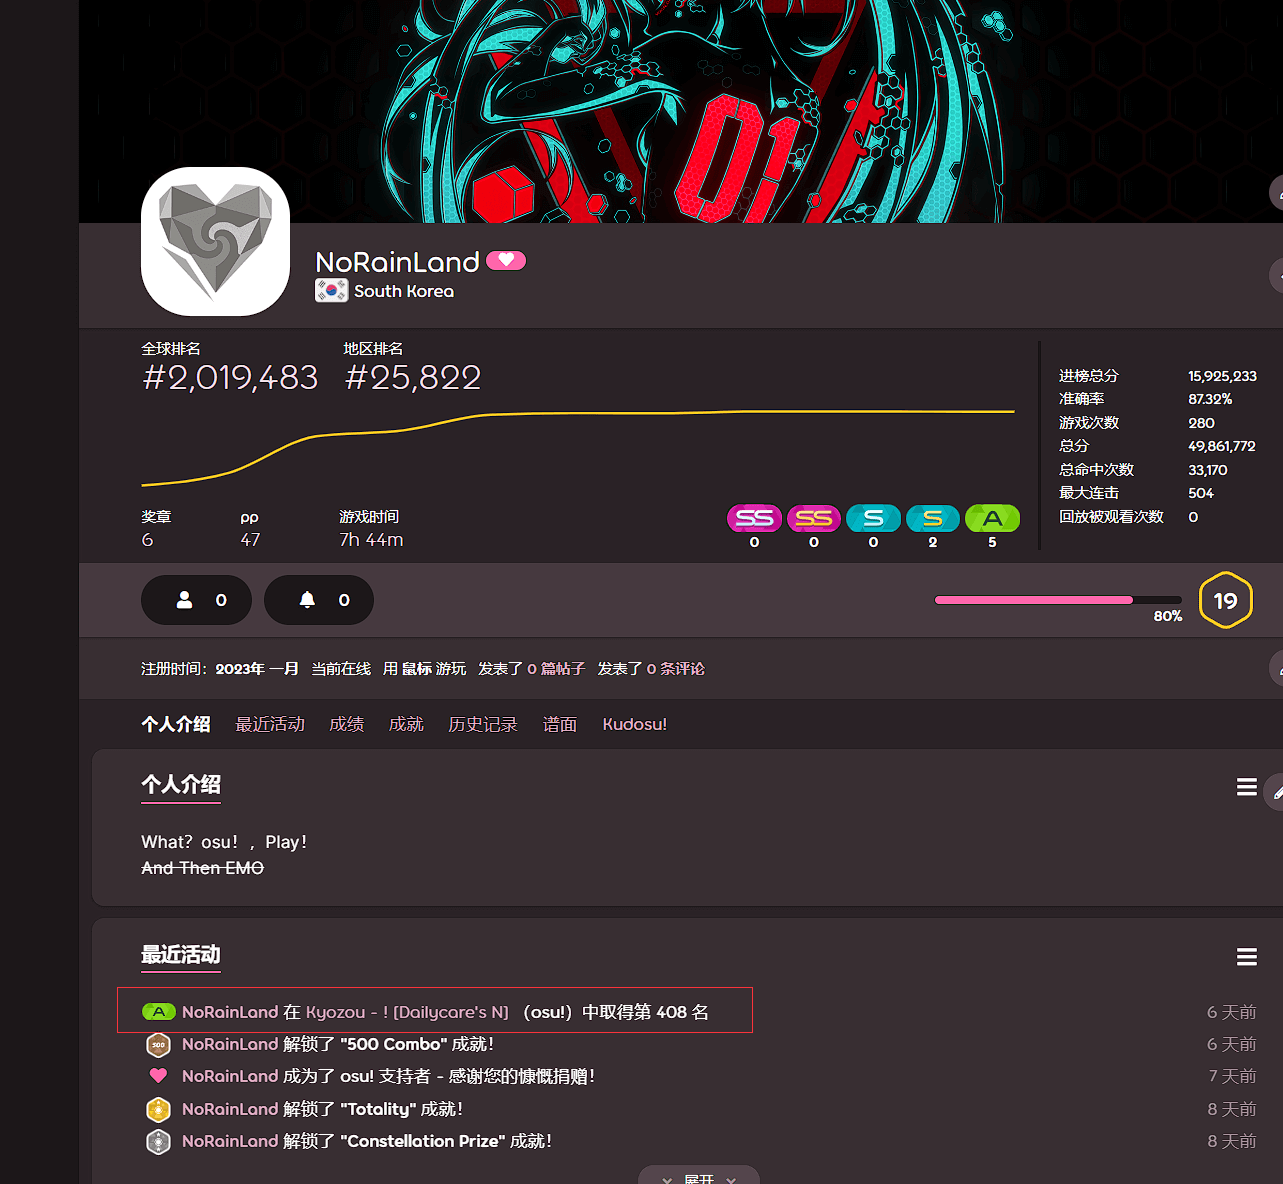 01
NoRainLand
South Korea
全球排名 地区排名
#2,019,483 #25,822
进榜总分 15,925,233
准确率 87.32%
游戏次数 280
总分 49,861,772
总命中次数 33,170
最大连击 504
回放被观看次数 0
奖章 pp 游戏时间
6 47 7h 44m
SS SS S S A
0 0 0 2 5
0 0
80% 19
注册时间：2023年 一月 当前在线 用 鼠标 游玩 发表了 0 篇帖子 发表了 0 条评论
个人介绍 最近活动 成绩 成就 历史记录 谱面 Kudosu!
个人介绍
What？osu！，Play！
And Then EMO
最近活动
A NoRainLand 在 Kyozou - ! [Dailycare's N] （osu!）中取得第 408 名 6 天前
500 NoRainLand 解锁了 "500 Combo" 成就！ 6 天前
NoRainLand 成为了 osu! 支持者 - 感谢您的慷慨捐赠！ 7 天前
NoRainLand 解锁了 "Totality" 成就！ 8 天前
NoRainLand 解锁了 "Constellation Prize" 成就！ 8 天前
展开